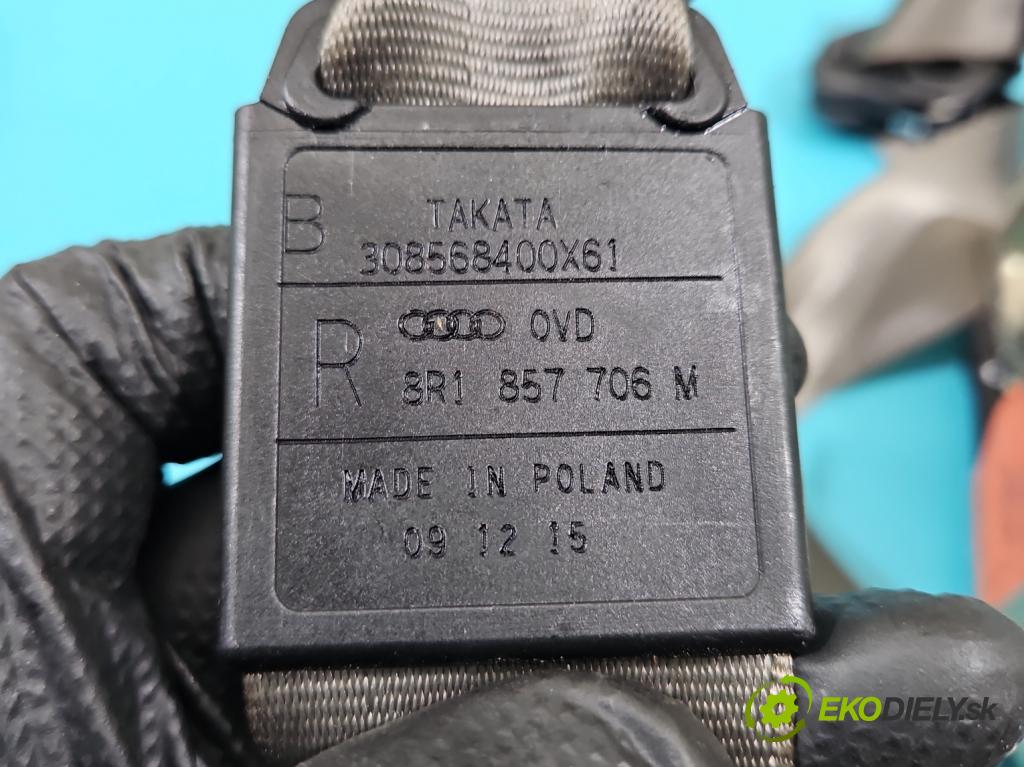 B TAKATA
308568400X61
R OVD
8R1 857 706 M
MADE IN POLAND
09 12 15
EKODIELY.sk